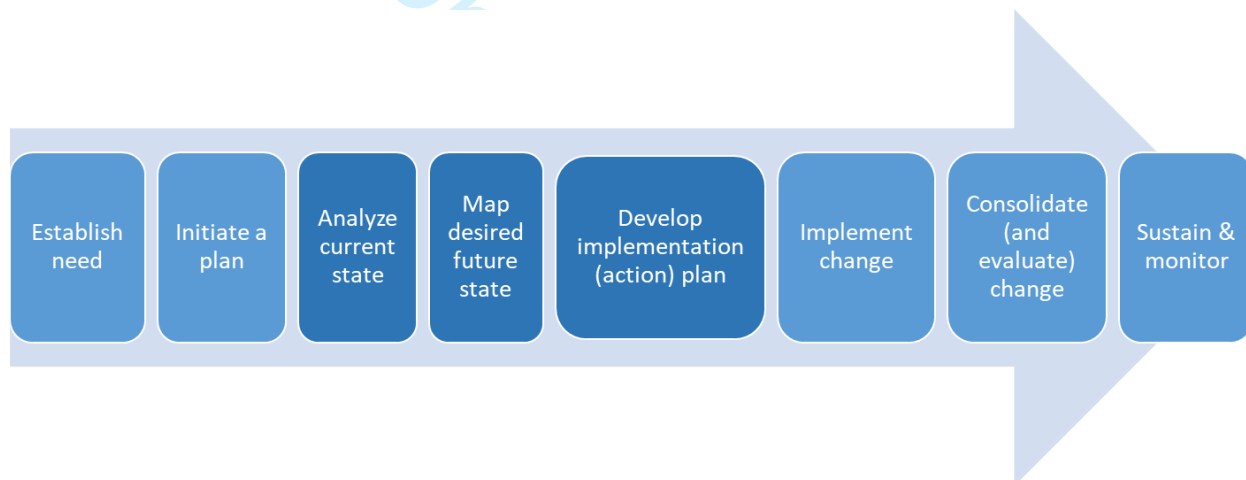 Establish
need
Initiate a
plan
Analyze
current
state
Map
desired
future
state
Develop
implementation
(action) plan
Implement
change
Consolidate
(and
evaluate)
change
Sustain &
monitor